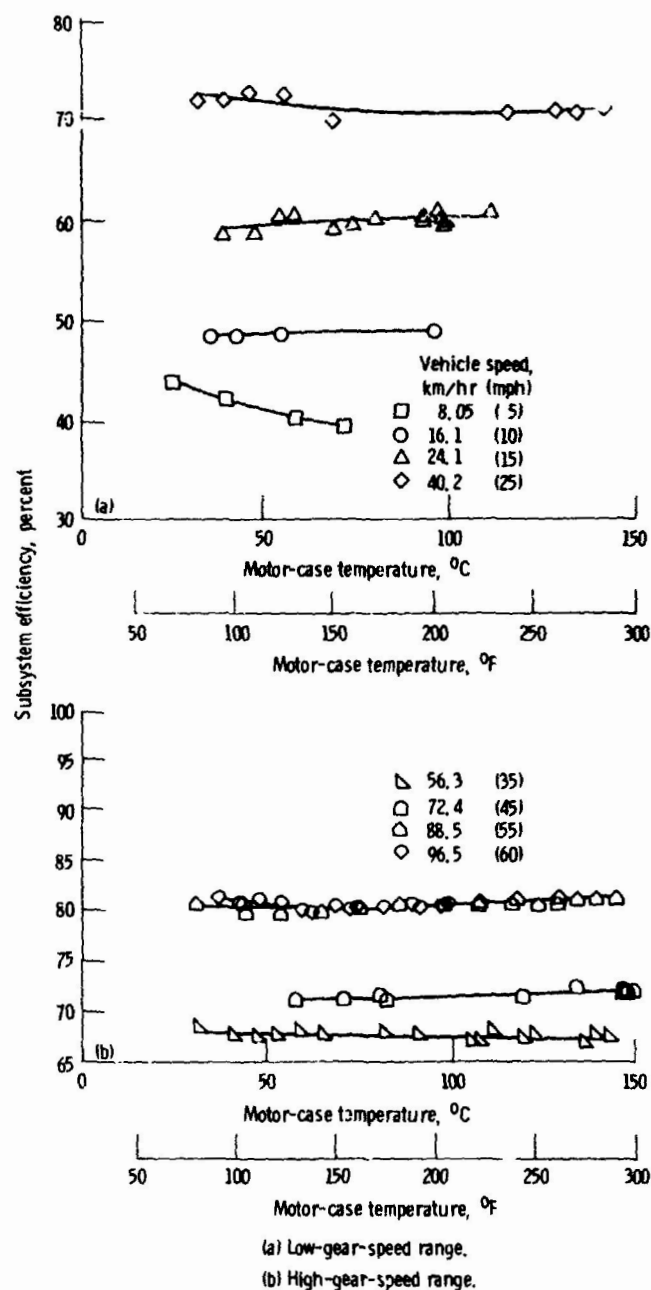 80
70
60
50
40
30
(a)
Vehicle speed,
km/hr (mph)
8.05 ( 5)
16.1 (10)
24.1 (15)
40.2 (25)
0 50 100 150
Motor-case temperature, °C
50 100 150 200 250 300
Motor-case temperature, °F
Subsystem efficiency, percent
100
95
90
85
80
75
70
65
(b)
56.3 (35)
72.4 (45)
88.5 (55)
96.5 (60)
0 50 100 150
Motor-case temperature, °C
50 100 150 200 250 300
Motor-case temperature, °F
(a) Low-gear-speed range.
(b) High-gear-speed range.